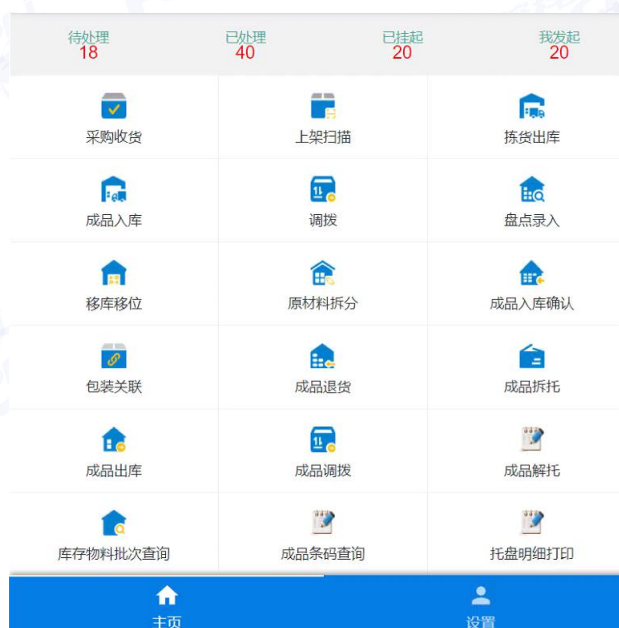 待处理 已处理 已挂起 我发起
18 40 20 20
采购收货 上架扫描 拣货出库
成品入库 调拨 盘点录入
移库移位 原材料拆分 成品入库确认
包装关联 成品退货 成品拆托
成品出库 成品调拨 成品解托
库存物料批次查询 成品条码查询 托盘明细打印
主页 设置